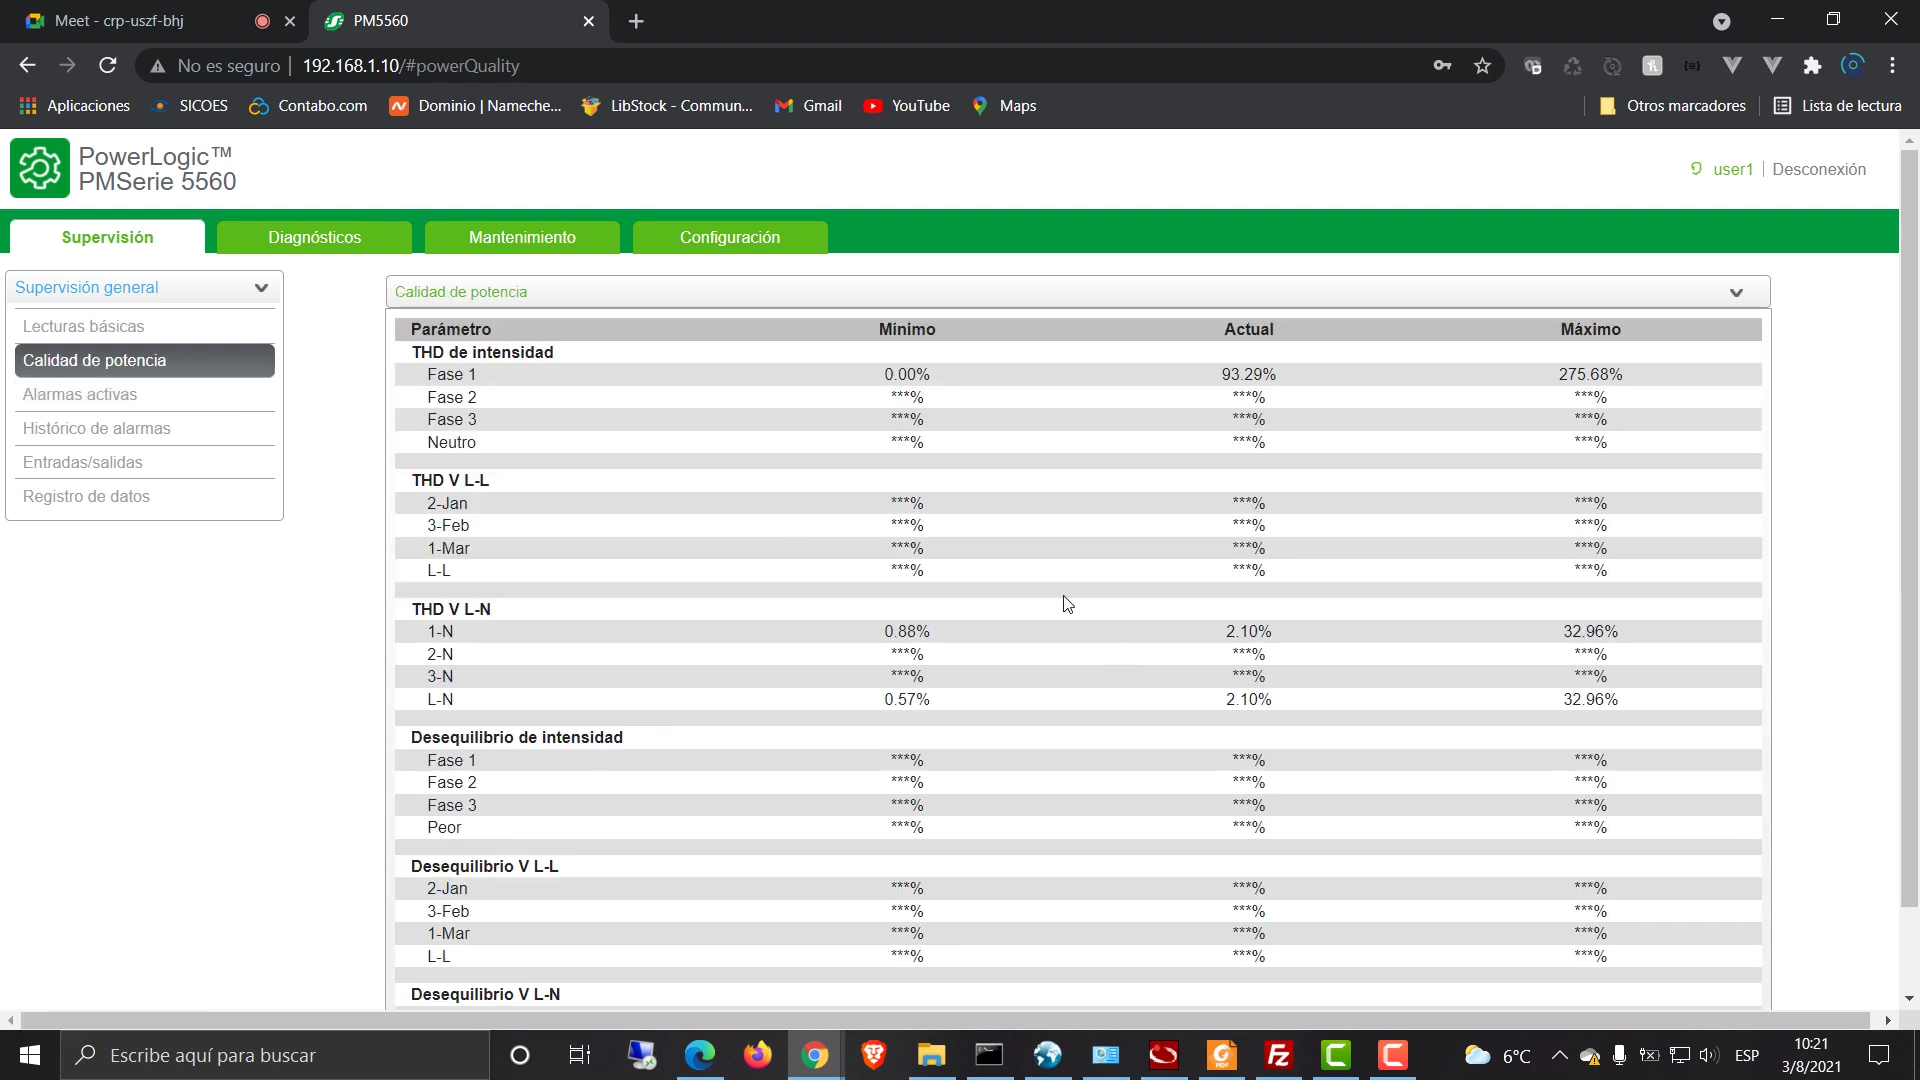 Meet - crp-uszf-bhj
PM5560
No es seguro | 192.168.1.10/#powerQuality
Aplicaciones SICOES Contabo.com Dominio | Nameche... LibStock - Commun... Gmail YouTube Maps Otros marcadores Lista de lectura
PowerLogic™
PMSerie 5560
user1 | Desconexión
Supervisión Diagnósticos Mantenimiento Configuración
Supervisión general
Lecturas básicas
Calidad de potencia
Alarmas activas
Histórico de alarmas
Entradas/salidas
Registro de datos
Calidad de potencia
Parámetro Mínimo Actual Máximo
THD de intensidad
Fase 1 0.00% 93.29% 275.68%
Fase 2 ***% ***% ***%
Fase 3 ***% ***% ***%
Neutro ***% ***% ***%
THD V L-L
2-Jan ***% ***% ***%
3-Feb ***% ***% ***%
1-Mar ***% ***% ***%
L-L ***% ***% ***%
THD V L-N
1-N 0.88% 2.10% 32.96%
2-N ***% ***% ***%
3-N ***% ***% ***%
L-N 0.57% 2.10% 32.96%
Desequilibrio de intensidad
Fase 1 ***% ***% ***%
Fase 2 ***% ***% ***%
Fase 3 ***% ***% ***%
Peor ***% ***% ***%
Desequilibrio V L-L
2-Jan ***% ***% ***%
3-Feb ***% ***% ***%
1-Mar ***% ***% ***%
L-L ***% ***% ***%
Desequilibrio V L-N
Escribe aquí para buscar
6°C
ESP
10:21
3/8/2021